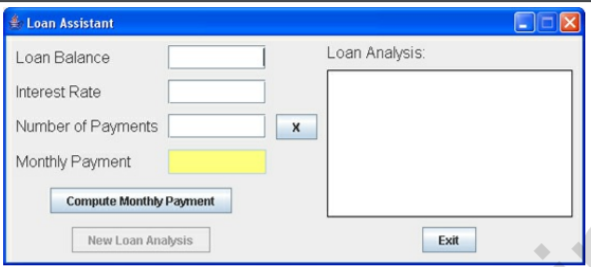 Loan Assistant
Loan Balance
Interest Rate
Number of Payments
X
Monthly Payment
Compute Monthly Payment
New Loan Analysis
Loan Analysis:
Exit